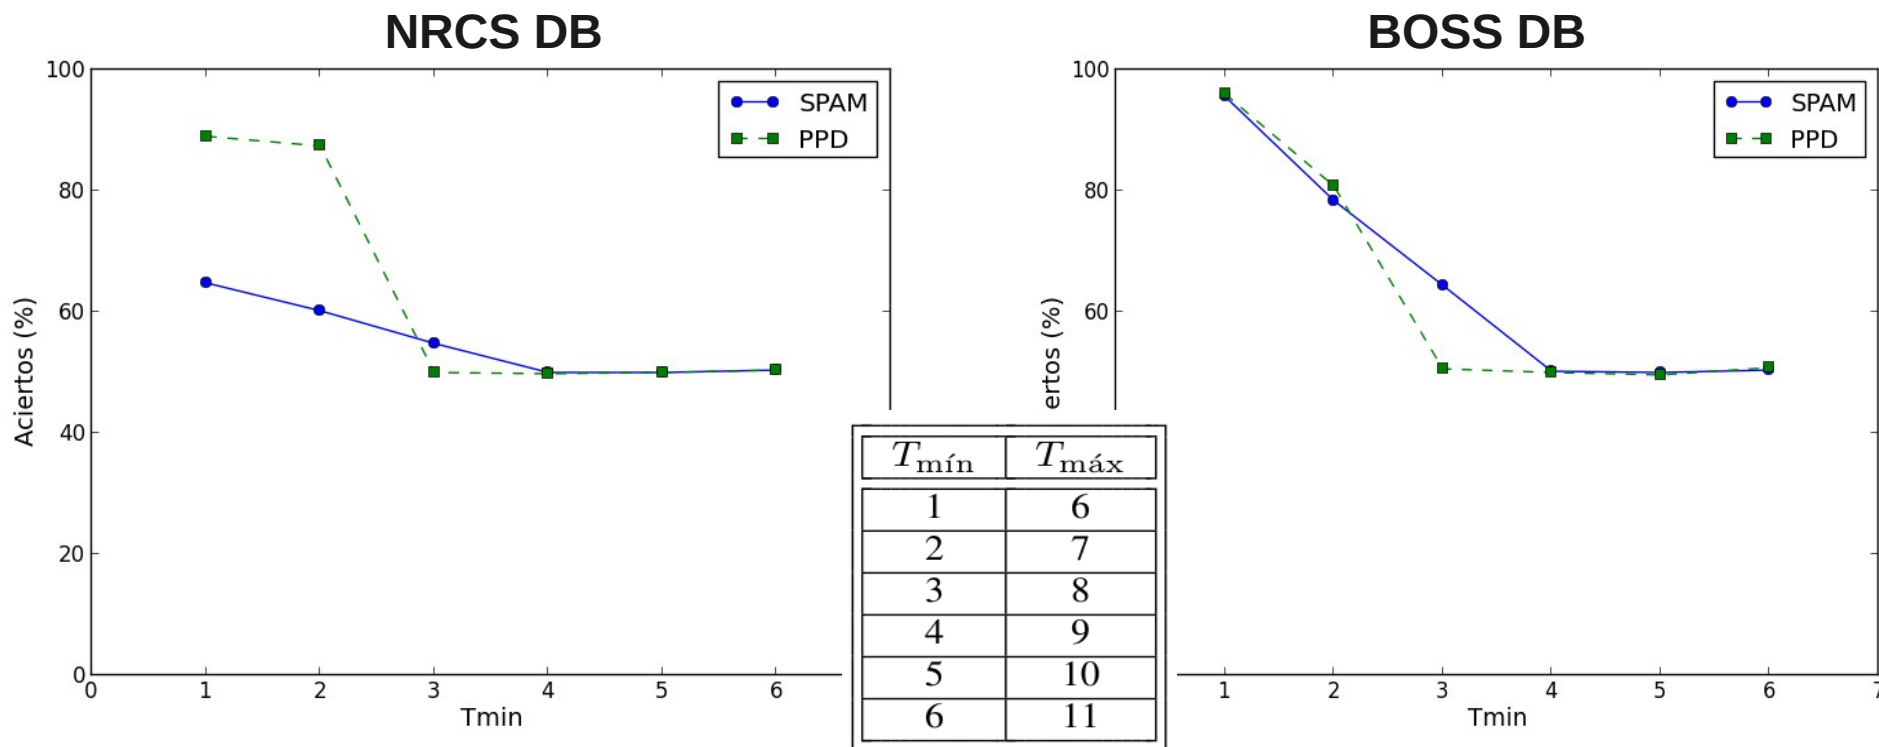 NRCS DB
100
80
60
40
20
0
Aciertos (%)
SPAM
PPD
0 1 2 3 4 5 6
Tmin
BOSS DB
100
80
60
ertos (%)
SPAM
PPD
1 2 3 4 5 6 7
Tmin
Tmín Tmáx
1 6
2 7
3 8
4 9
5 10
6 11